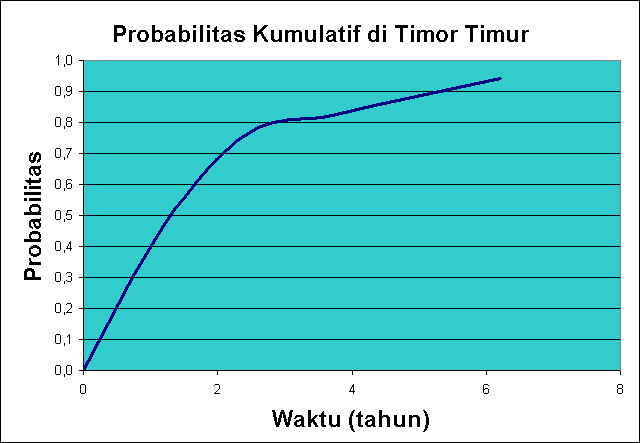 Probabilitas Kumulatif di Timor Timur
1,0
0,9
0,8
0,7
0,6
0,5
0,4
0,3
0,2
0,1
0,0
Probabilitas
0 2 4 6 8
Waktu (tahun)